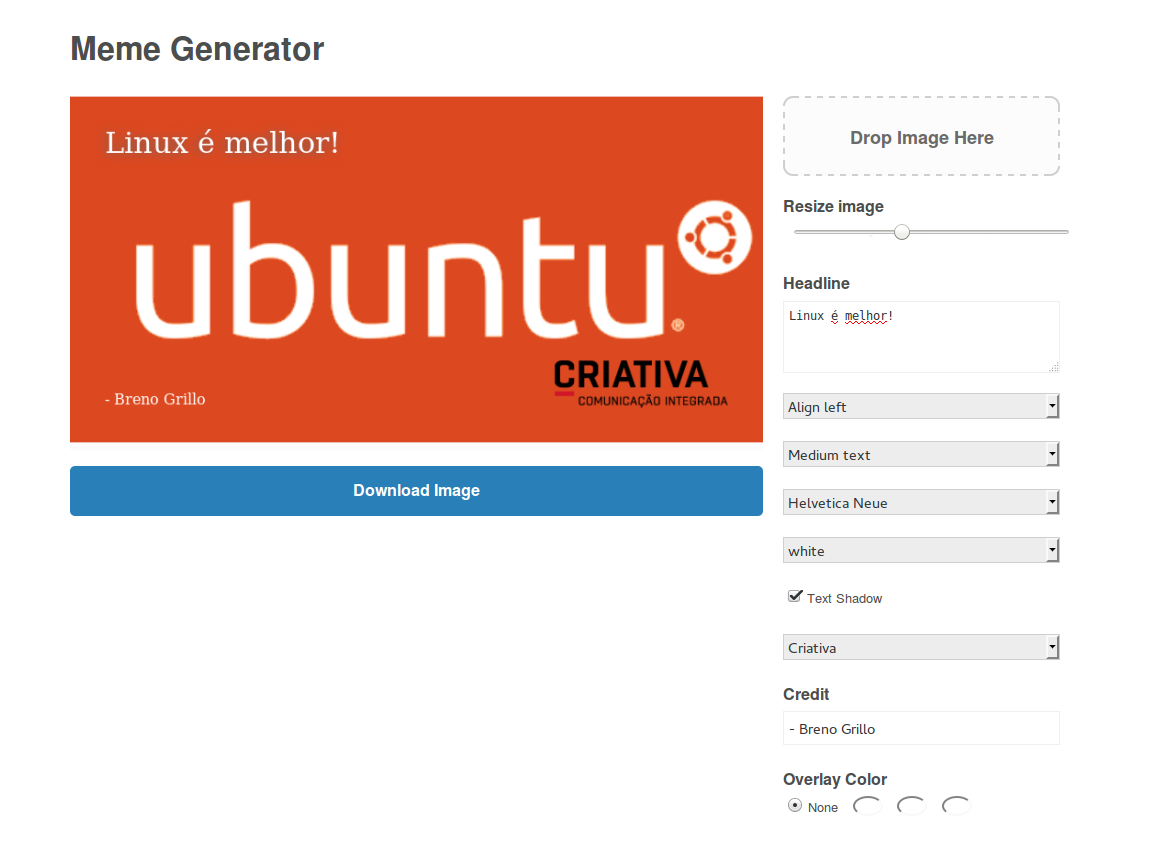 Meme Generator
Linux é melhor!
ubuntu®
CRIATIVA
COMUNICAÇÃO INTEGRADA
- Breno Grillo
Download Image
Drop Image Here
Resize image
Headline
Linux é melhor!
Align left
Medium text
Helvetica Neue
white
Text Shadow
Criativa
Credit
- Breno Grillo
Overlay Color
None